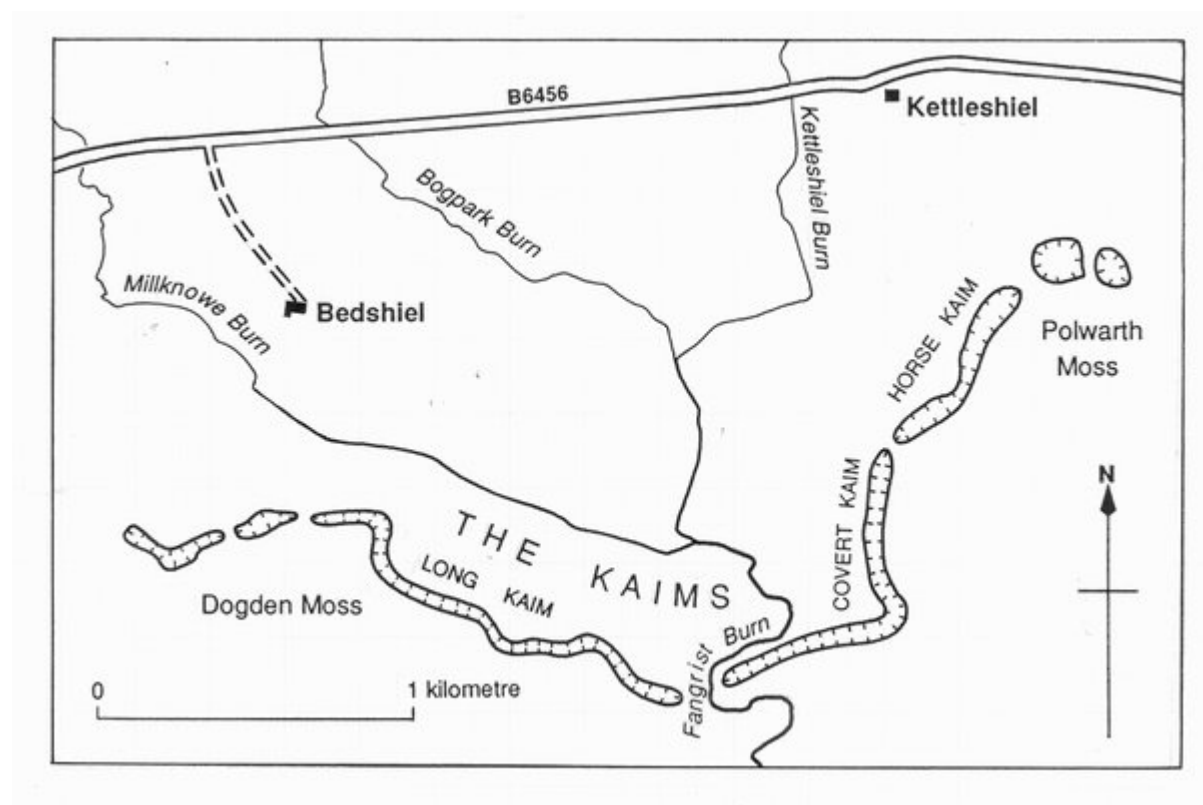 B6456
Kettleshiel
Kettleshiel Burn
Bogpark Burn
Millknowe Burn
Bedshiel
HORSE KAIM
Polwarth
Moss
COVERT KAIM
N
THE KAIMS
LONG KAIM
Dogden Moss
Fangrist Burn
0 1 kilometre